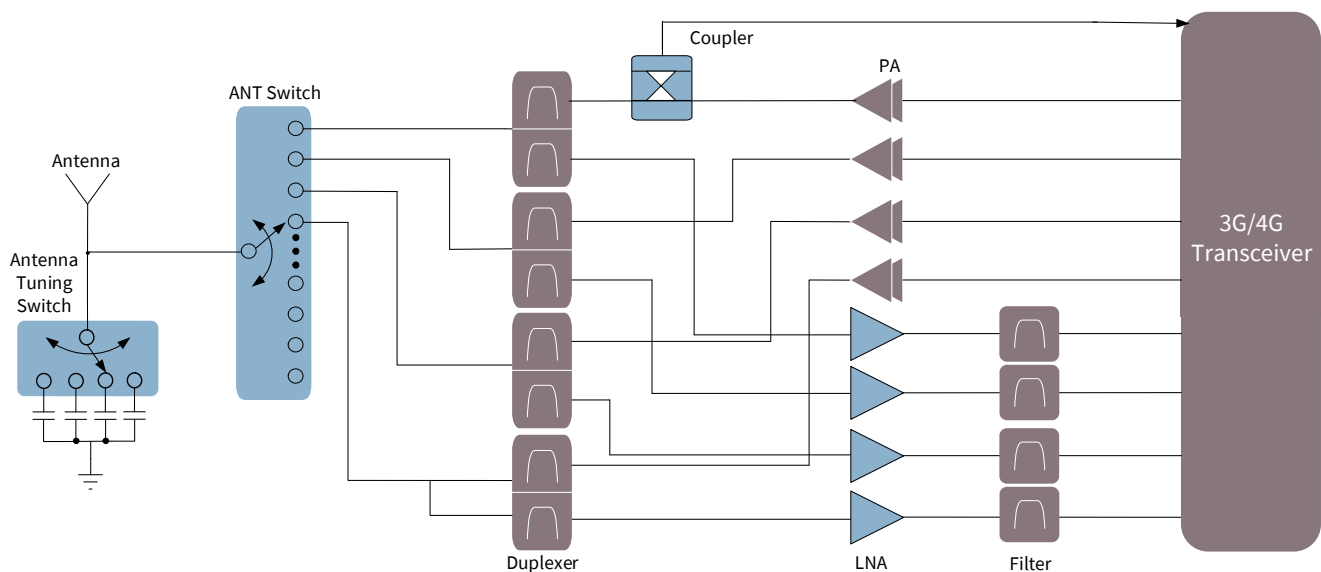 Coupler
PA
ANT Switch
Antenna
3G/4G
Transceiver
Antenna
Tuning
Switch
Duplexer
LNA
Filter